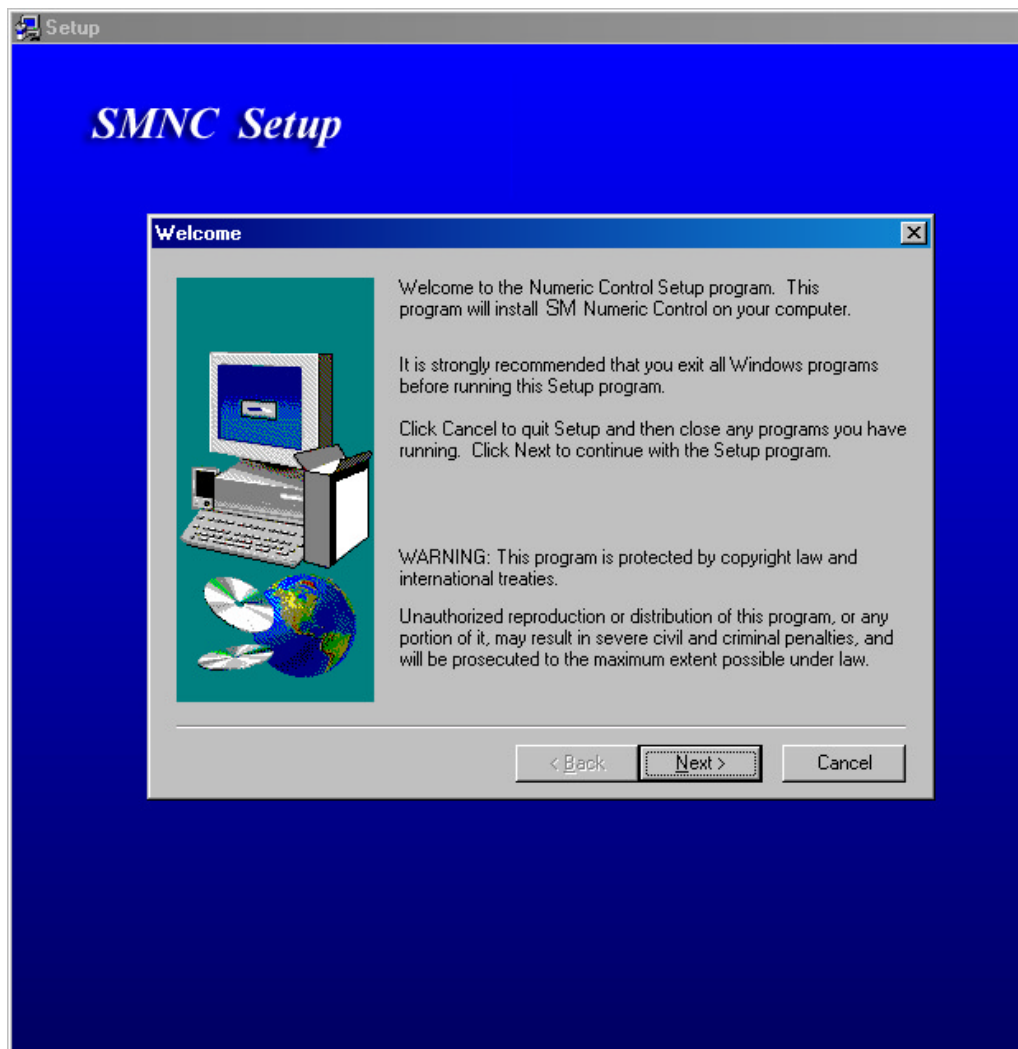 Setup
SMNC Setup
Welcome
Welcome to the Numeric Control Setup program. This
program will install SM Numeric Control on your computer.
It is strongly recommended that you exit all Windows programs
before running this Setup program.
Click Cancel to quit Setup and then close any programs you have
running. Click Next to continue with the Setup program.
WARNING: This program is protected by copyright law and
international treaties.
Unauthorized reproduction or distribution of this program, or any
portion of it, may result in severe civil and criminal penalties, and
will be prosecuted to the maximum extent possible under law.
< Back Next > Cancel